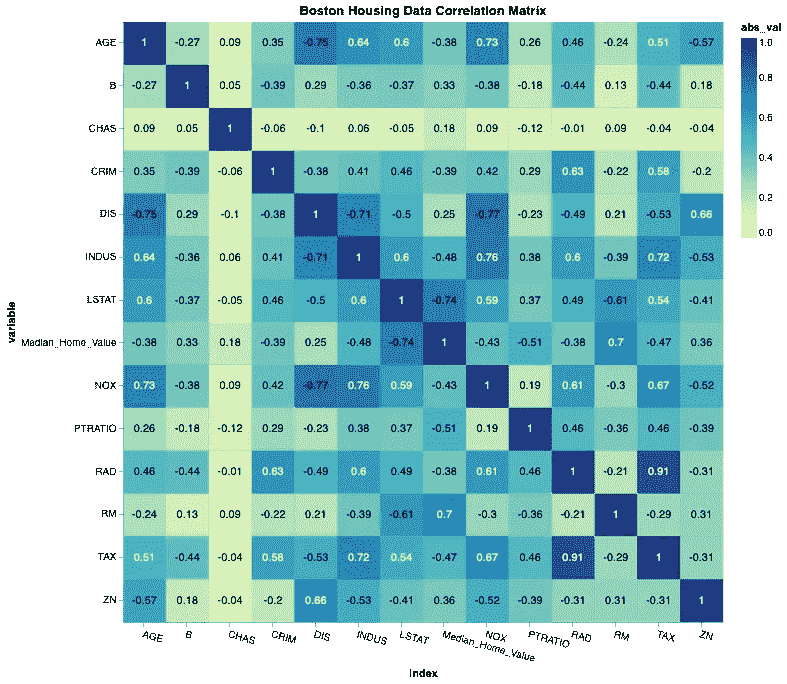 Boston Housing Data Correlation Matrix
abs_val
AGE 1 -0.27 0.09 0.35 -0.75 0.64 0.6 -0.38 0.73 0.26 0.46 -0.24 0.51 -0.57
B -0.27 1 0.05 -0.39 0.29 -0.36 -0.37 0.33 -0.38 -0.18 -0.44 0.13 -0.44 0.18
CHAS 0.09 0.05 1 -0.06 -0.1 0.06 -0.05 0.18 0.09 -0.12 -0.01 0.09 -0.04 -0.04
CRIM 0.35 -0.39 -0.06 1 -0.38 0.41 0.46 -0.39 0.42 0.29 0.63 -0.22 0.58 -0.2
DIS -0.75 0.29 -0.1 -0.38 1 -0.71 -0.5 0.25 -0.77 -0.23 -0.49 0.21 -0.53 0.66
INDUS 0.64 -0.36 0.06 0.41 -0.71 1 0.6 -0.48 0.76 0.38 0.6 -0.39 0.72 -0.53
LSTAT 0.6 -0.37 -0.05 0.46 -0.5 0.6 1 -0.74 0.59 0.37 0.49 -0.61 0.54 -0.41
Median_Home_Value -0.38 0.33 0.18 -0.39 0.25 -0.48 -0.74 1 -0.43 -0.51 -0.38 0.7 -0.47 0.36
NOX 0.73 -0.38 0.09 0.42 -0.77 0.76 0.59 -0.43 1 0.19 0.61 -0.3 0.67 -0.52
PTRATIO 0.26 -0.18 -0.12 0.29 -0.23 0.38 0.37 -0.51 0.19 1 0.46 -0.36 0.46 -0.39
RAD 0.46 -0.44 -0.01 0.63 -0.49 0.6 0.49 -0.38 0.61 0.46 1 -0.21 0.91 -0.31
RM -0.24 0.13 0.09 -0.22 0.21 -0.39 -0.61 0.7 -0.3 -0.36 -0.21 1 -0.29 0.31
TAX 0.51 -0.44 -0.04 0.58 -0.53 0.72 0.54 -0.47 0.67 0.46 0.91 -0.29 1 -0.31
ZN -0.57 0.18 -0.04 -0.2 0.66 -0.53 -0.41 0.36 -0.52 -0.39 -0.31 0.31 -0.31 1
AGE B CHAS CRIM DIS INDUS LSTAT Median_Home_Value NOX PTRATIO RAD RM TAX ZN
index
variable
1.0
0.8
0.6
0.4
0.2
0.0